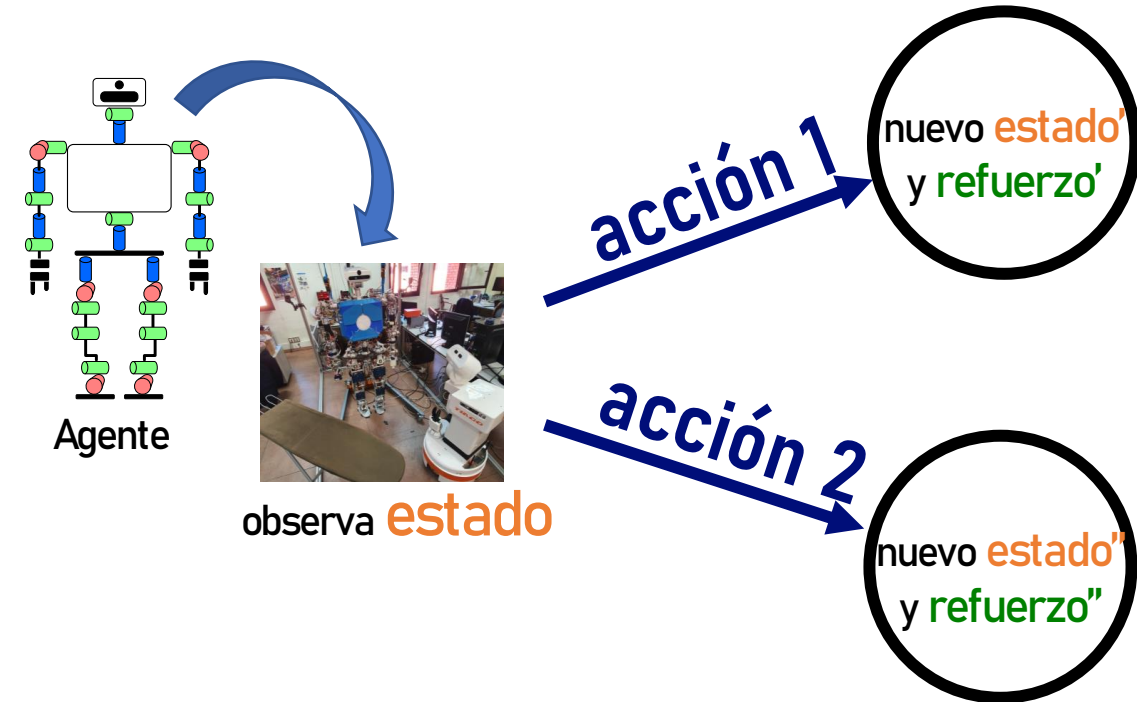 Agente
observa estado
acción 1
nuevo estado'
y refuerzo'
acción 2
nuevo estado"
y refuerzo"